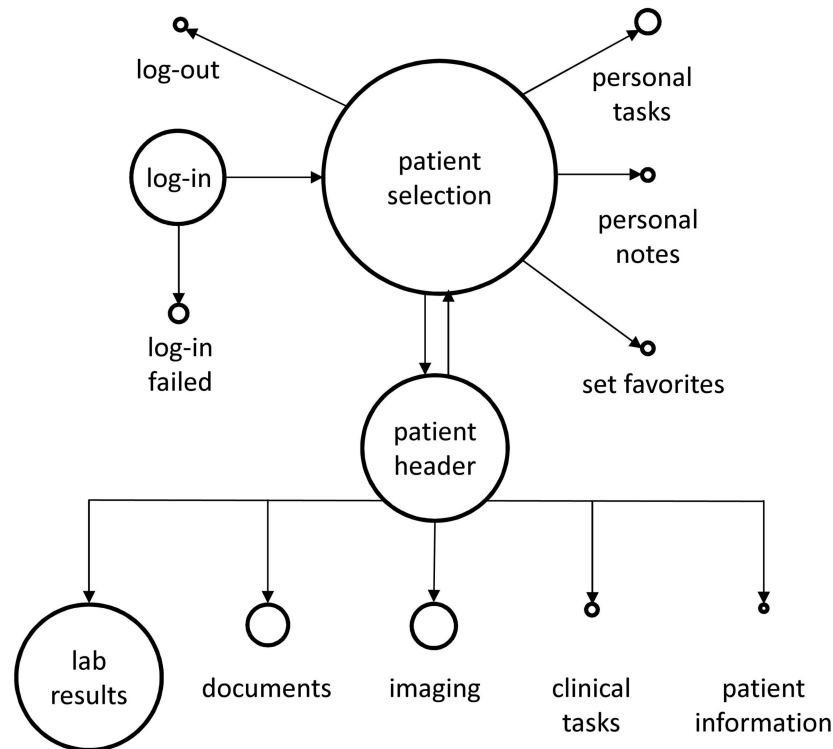 log-out
personal
tasks
log-in
patient
selection
personal
notes
log-in
failed
set favorites
patient
header
lab
results
documents
imaging
clinical
tasks
patient
information